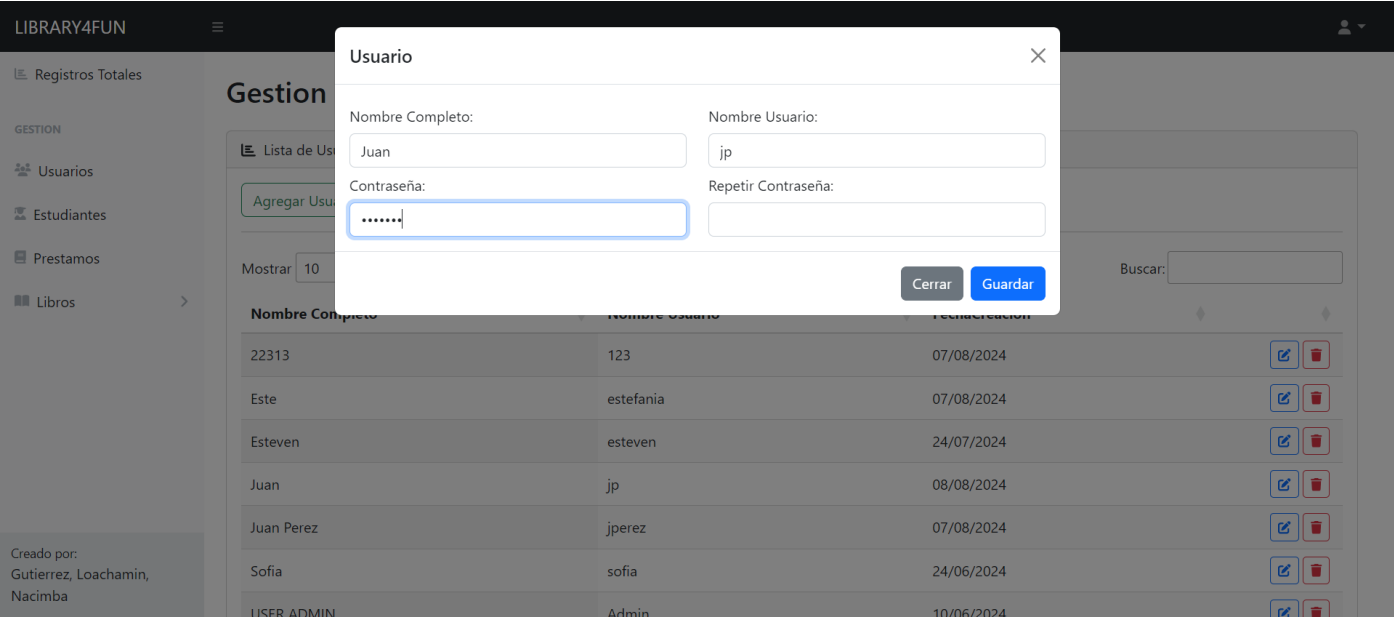 LIBRARY4FUN
Registros Totales
GESTION
Usuarios
Estudiantes
Prestamos
Libros
Creado por:
Gutierrez, Loachamin,
Nacimba
Gestion
Lista de Us
Agregar Usu
Mostrar 10
Buscar:
Usuario
Nombre Completo: Nombre Usuario:
Juan jp
Contraseña: Repetir Contraseña:
•••••••
Cerrar Guardar
Nombre Completo Nombre Usuario FechaCreacion
22313 123 07/08/2024
Este estefania 07/08/2024
Esteven esteven 24/07/2024
Juan jp 08/08/2024
Juan Perez jperez 07/08/2024
Sofia sofia 24/06/2024
USER ADMIN Admin 10/06/2024